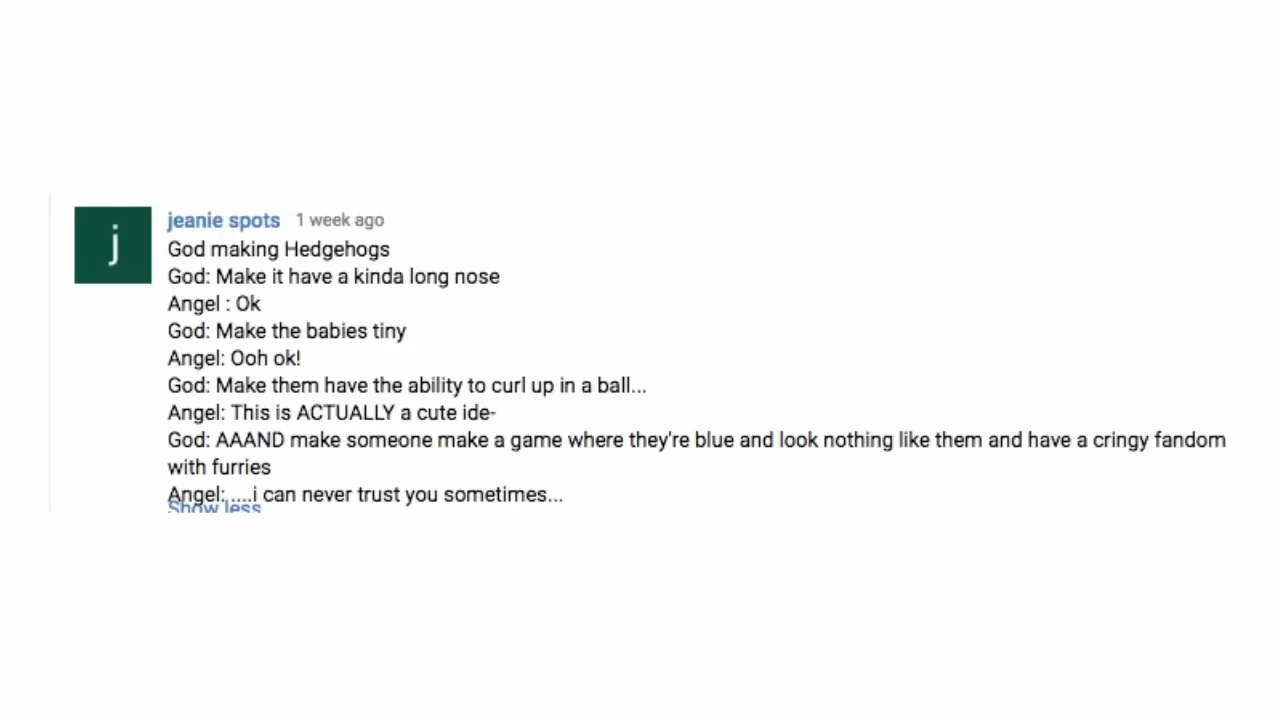 j
jeanie spots 1 week ago
God making Hedgehogs
God: Make it have a kinda long nose
Angel : Ok
God: Make the babies tiny
Angel: Ooh ok!
God: Make them have the ability to curl up in a ball...
Angel: This is ACTUALLY a cute ide-
God: AAAND make someone make a game where they're blue and look nothing like them and have a cringy fandom
with furries
Angel: ....i can never trust you sometimes...
Show less